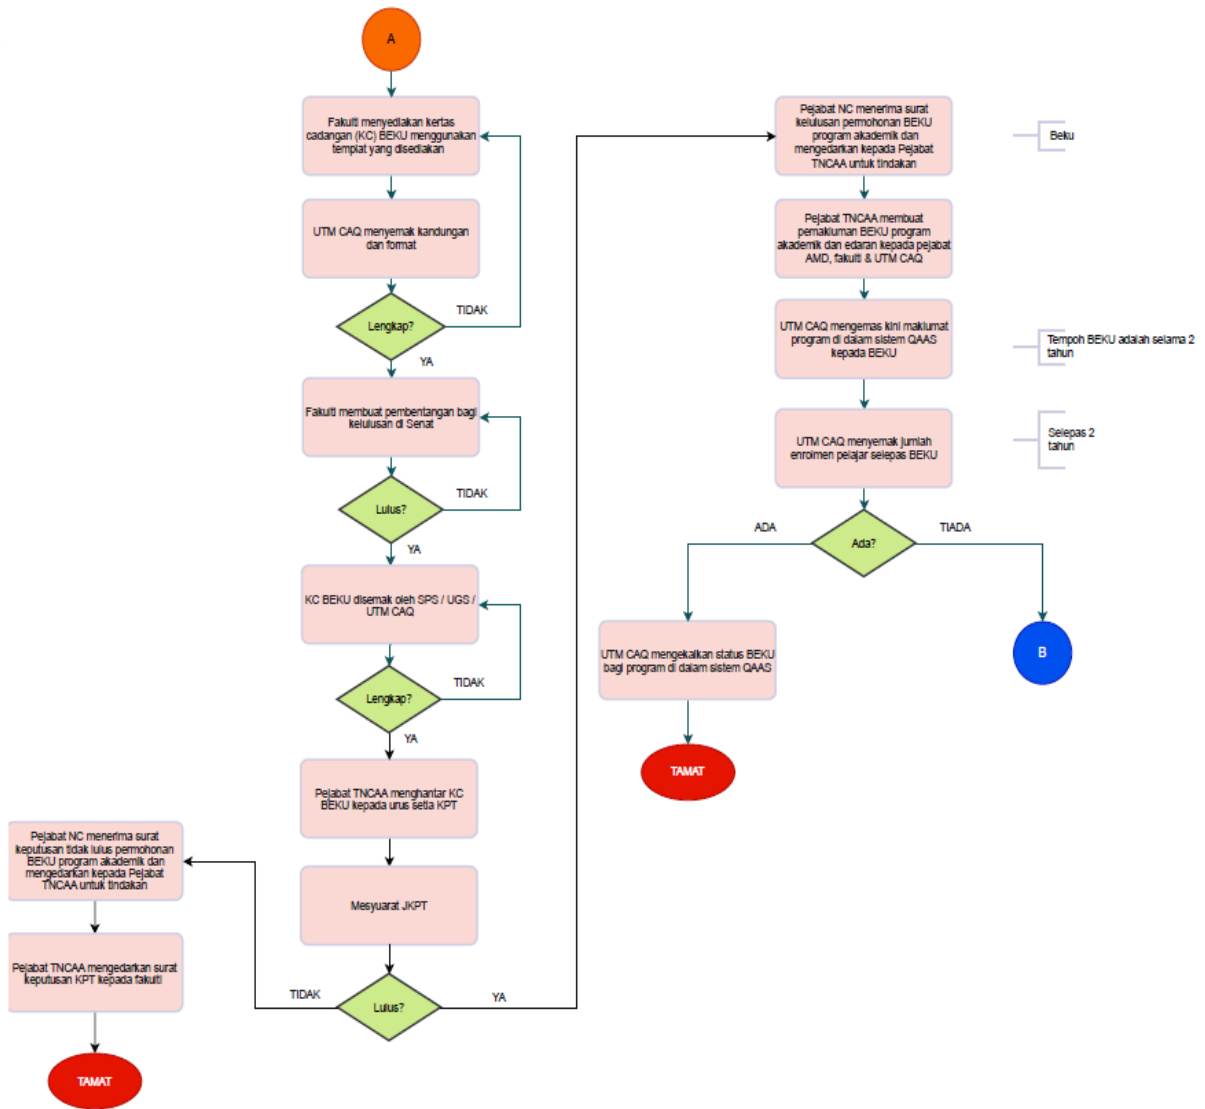 A
Fakulti menyediakan kertas
cadangan (KC) BEKU menggunakan
templat yang disediakan
UTM CAQ menyemak kandungan
dan format
Lengkap?
TIDAK
YA
Fakulti membuat pembentangan bagi
kelulusan di Senat
Lulus?
TIDAK
YA
KC BEKU disemak oleh SPS / UGS /
UTM CAQ
Lengkap?
TIDAK
YA
Pejabat TNCAA menghantar KC
BEKU kepada urus setia KPT
Mesyuarat JKPT
Lulus?
TIDAK
YA
Pejabat NC menerima surat
keputusan tidak lulus permohonan
BEKU program akademik dan
mengedarkan kepada Pejabat
TNCAA untuk tindakan
Pejabat TNCAA mengedarkan surat
keputusan KPT kepada fakulti
TAMAT
Pejabat NC menerima surat
kelulusan permohonan BEKU
program akademik dan
mengedarkan kepada Pejabat
TNCAA untuk tindakan
Beku
Pejabat TNCAA membuat
pemakluman BEKU program
akademik dan edaran kepada pejabat
AMD, fakulti & UTM CAQ
UTM CAQ mengemas kini maklumat
program di dalam sistem QAAS
kepada BEKU
Tempoh BEKU adalah selama 2
tahun
UTM CAQ menyemak jumlah
enrolmen pelajar selepas BEKU
Selepas 2
tahun
Ada?
ADA
TIADA
UTM CAQ mengekalkan status BEKU
bagi program di dalam sistem QAAS
B
TAMAT